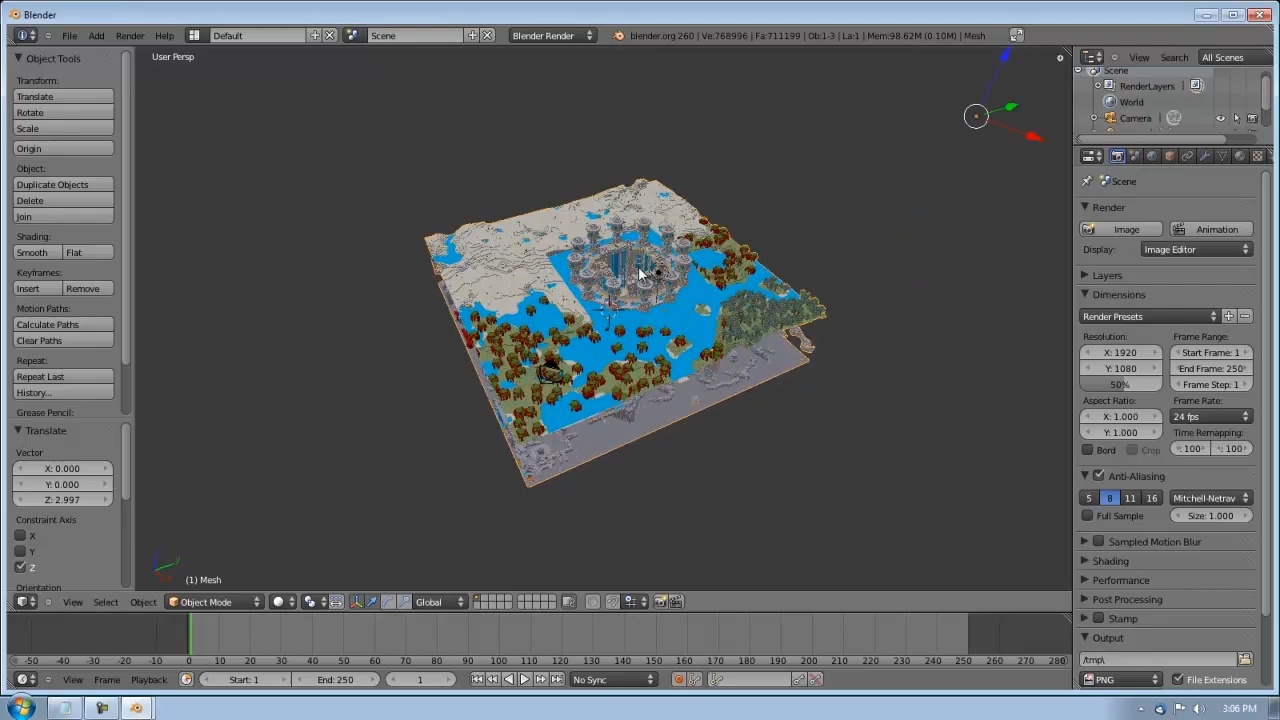 Blender
File Add Render Help Default Scene Blender Render blender.org 260 | Ve:768996 | Fa:711199 | Ob:1-3 | La:1 | Mem:98.62M (0.10M) | Mesh
Object Tools
Transform:
Translate
Rotate
Scale
Origin
Object:
Duplicate Objects
Delete
Join
Shading:
Smooth Flat
Keyframes:
Insert Remove
Motion Paths:
Calculate Paths
Clear Paths
Repeat:
Repeat Last
History...
Grease Pencil:
Translate
Vector
X: 0.000
Y: 0.000
Z: 2.997
Constraint Axis
X
Y
Z
Orientation
User Persp
(1) Mesh
View Select Object Object Mode Global
View Search All Scenes
Scene
RenderLayers
World
Camera
Scene
Render
Image Animation
Display: Image Editor
Layers
Dimensions
Render Presets
Resolution: Frame Range:
X: 1920 Start Frame: 1
Y: 1080 End Frame: 250
50% Frame Step: 1
Aspect Ratio: Frame Rate:
X: 1.000 24 fps
Y: 1.000 Time Remapping:
Bord Crop :100 :100
Anti-Aliasing
5 8 11 16 Mitchell-Netrav
Full Sample Size: 1.000
Sampled Motion Blur
Shading
Performance
Post Processing
Stamp
Output
/tmp\
PNG File Extensions
-50 -40 -30 -20 -10 0 10 20 30 40 50 60 70 80 90 100 110 120 130 140 150 160 170 180 190 200 210 220 230 240 250 260 270 280
View Frame Playback Start: 1 End: 250 1 No Sync
3:06 PM